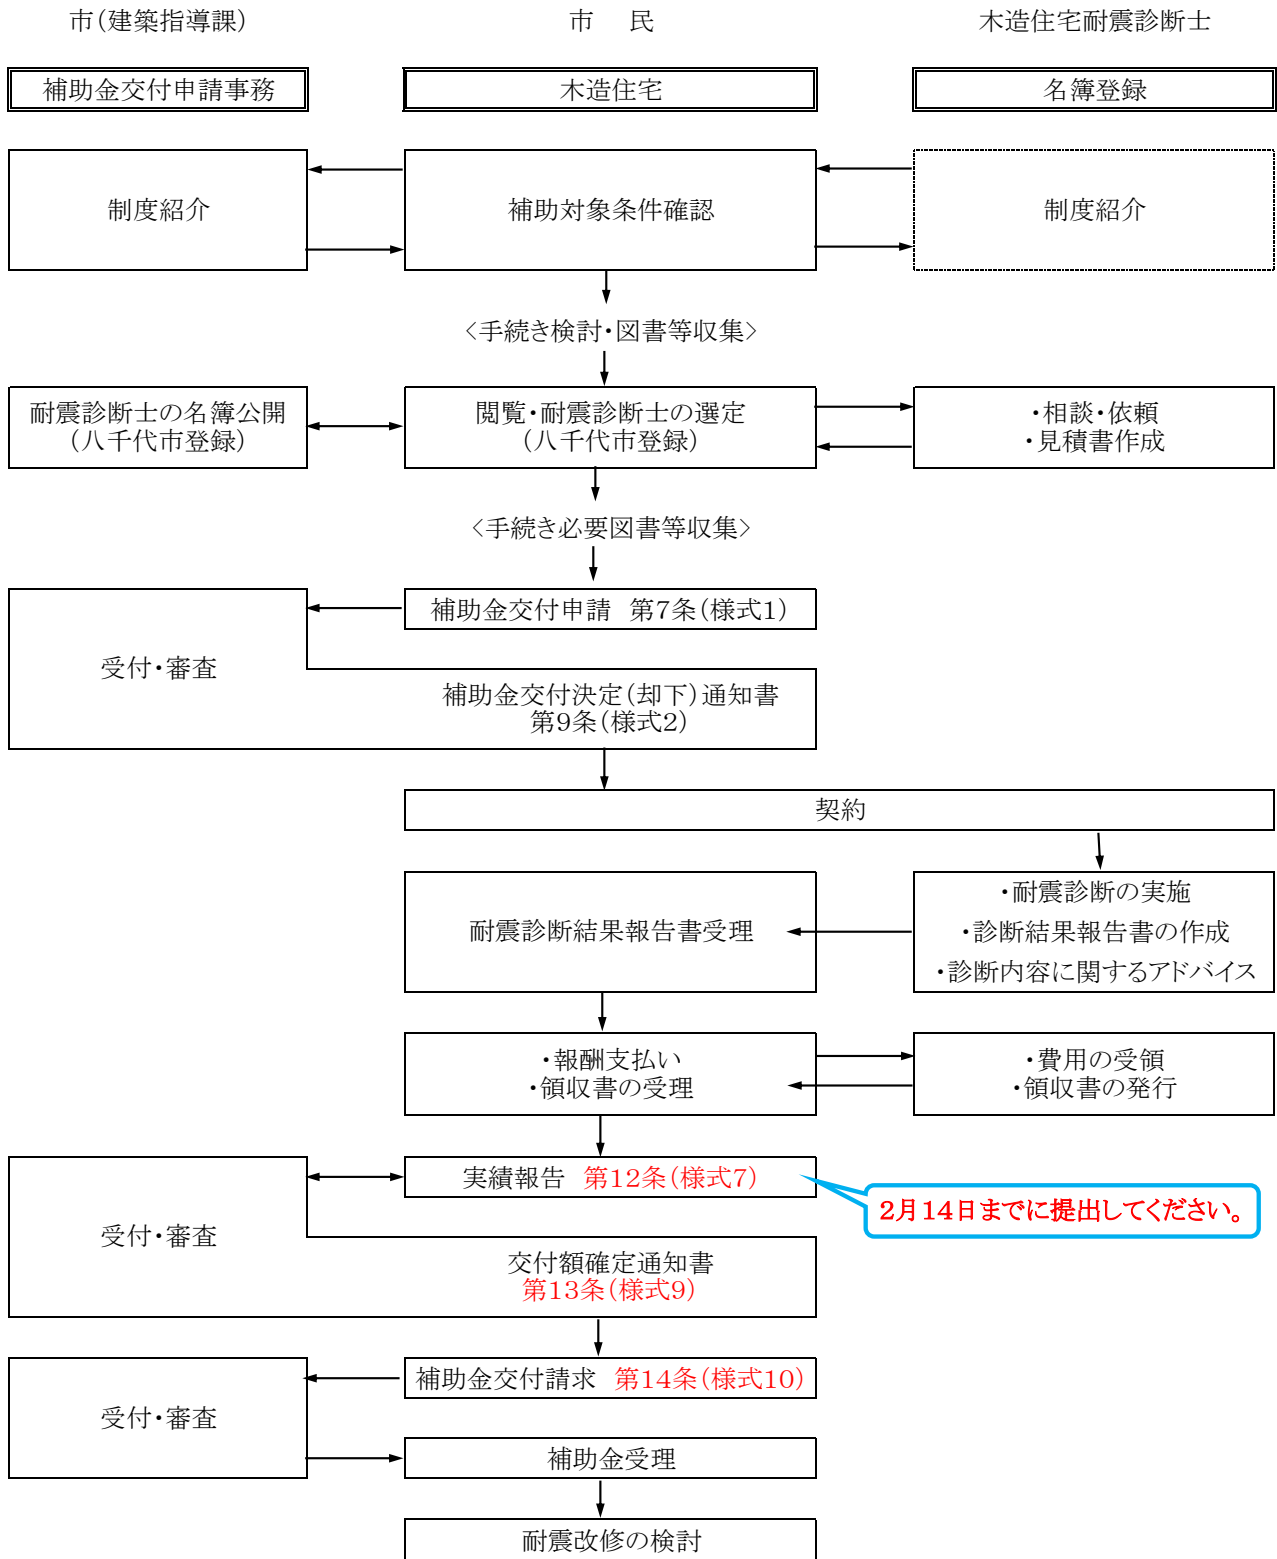 市(建築指導課)
市　民
木造住宅耐震診断士
補助金交付申請事務
木造住宅
名簿登録
制度紹介
補助対象条件確認
制度紹介
<手続き検討・図書等収集>
耐震診断士の名簿公開
(八千代市登録)
閲覧・耐震診断士の選定
(八千代市登録)
・相談・依頼
・見積書作成
<手続き必要図書等収集>
補助金交付申請　第7条(様式1)
受付・審査
補助金交付決定(却下)通知書
第9条(様式2)
契約
耐震診断結果報告書受理
・耐震診断の実施
・診断結果報告書の作成
・診断内容に関するアドバイス
・報酬支払い
・領収書の受理
・費用の受領
・領収書の発行
実績報告　第12条(様式7)
2月14日までに提出してください。
受付・審査
交付額確定通知書
第13条(様式9)
補助金交付請求　第14条(様式10)
受付・審査
補助金受理
耐震改修の検討